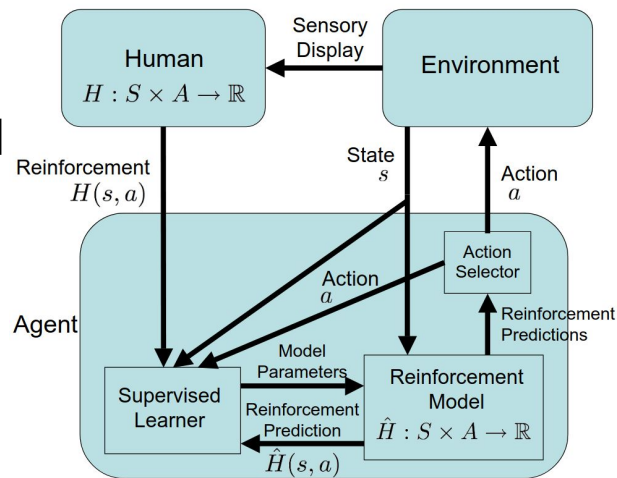 Human
H : S × A → ℝ
Sensory
Display
Environment
Reinforcement
H(s, a)
State
s
Action
a
Agent
Action
a
Action
Selector
Reinforcement
Predictions
Model
Parameters
Supervised
Learner
Reinforcement
Prediction
Ĥ(s, a)
Reinforcement
Model
Ĥ : S × A → ℝ